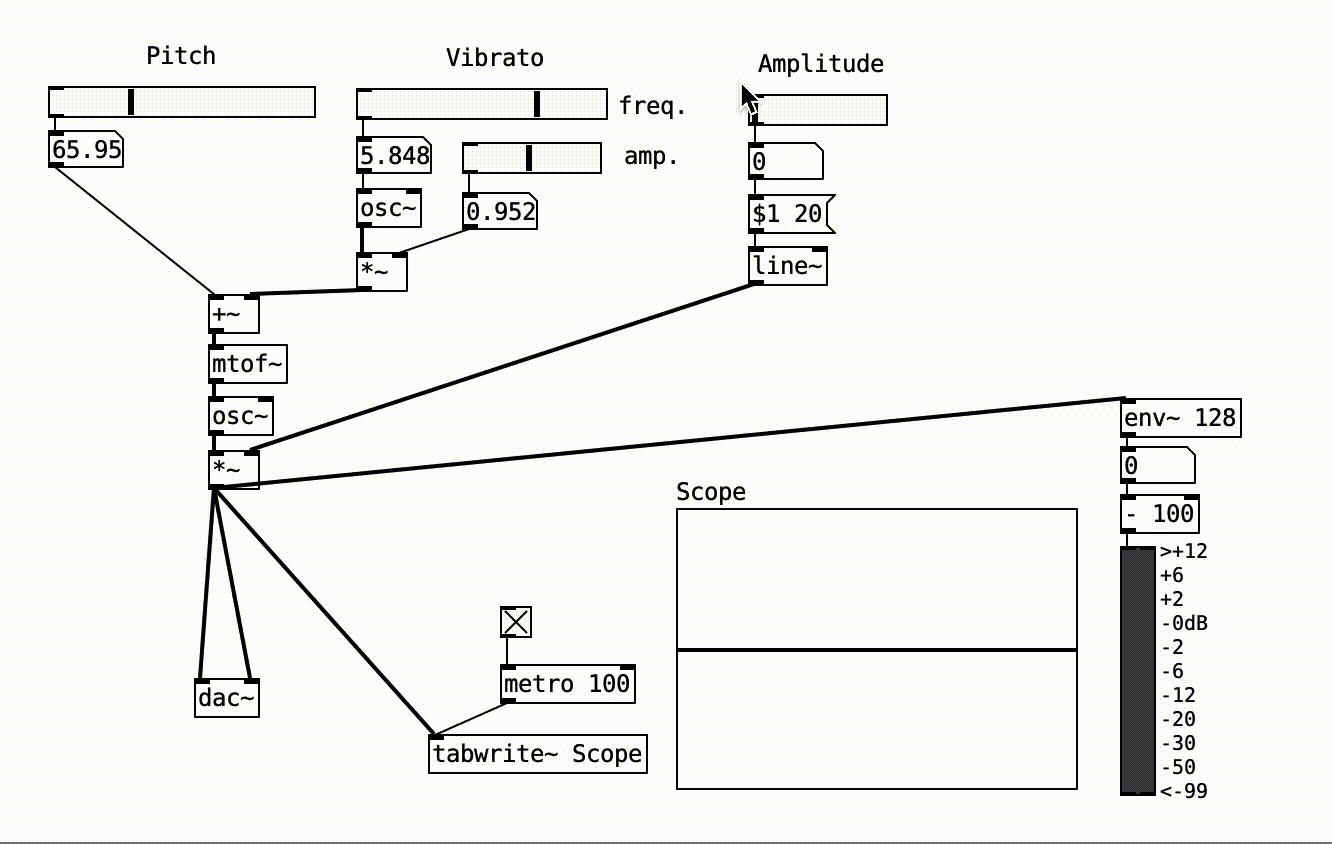 Pitch
Vibrato
Amplitude
freq.
65.95
5.848
amp.
0
osc~
0.952
$1 20
*~
line~
+~
mtof~
osc~
env~ 128
*~
0
Scope
- 100
>+12
+6
+2
-0dB
-2
-6
-12
-20
-30
-50
<-99
metro 100
dac~
tabwrite~ Scope